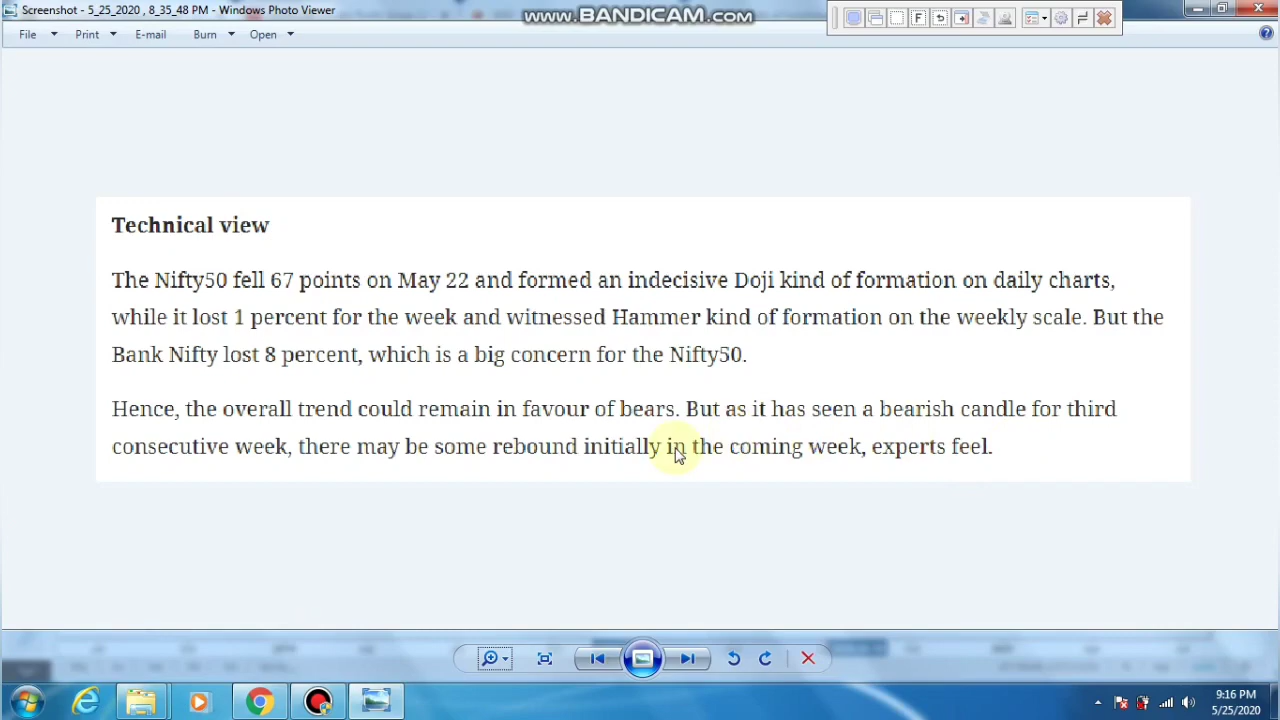 Screenshot - 5_25_2020 , 8_35_48 PM - Windows Photo Viewer
www.BANDICAM.com
File Print E-mail Burn Open
Technical view
The Nifty50 fell 67 points on May 22 and formed an indecisive Doji kind of formation on daily charts,
while it lost 1 percent for the week and witnessed Hammer kind of formation on the weekly scale. But the
Bank Nifty lost 8 percent, which is a big concern for the Nifty50.
Hence, the overall trend could remain in favour of bears. But as it has seen a bearish candle for third
consecutive week, there may be some rebound initially in the coming week, experts feel.
9:16 PM
5/25/2020